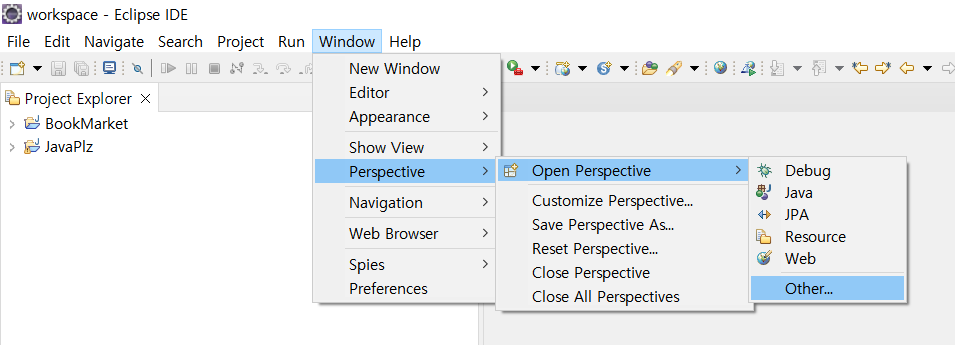 workspace - Eclipse IDE
File Edit Navigate Search Project Run Window Help
Project Explorer
BookMarket
JavaPlz
New Window
Editor
Appearance
Show View
Perspective
Navigation
Web Browser
Spies
Preferences
Open Perspective
Customize Perspective...
Save Perspective As...
Reset Perspective...
Close Perspective
Close All Perspectives
Debug
Java
JPA
Resource
Web
Other...